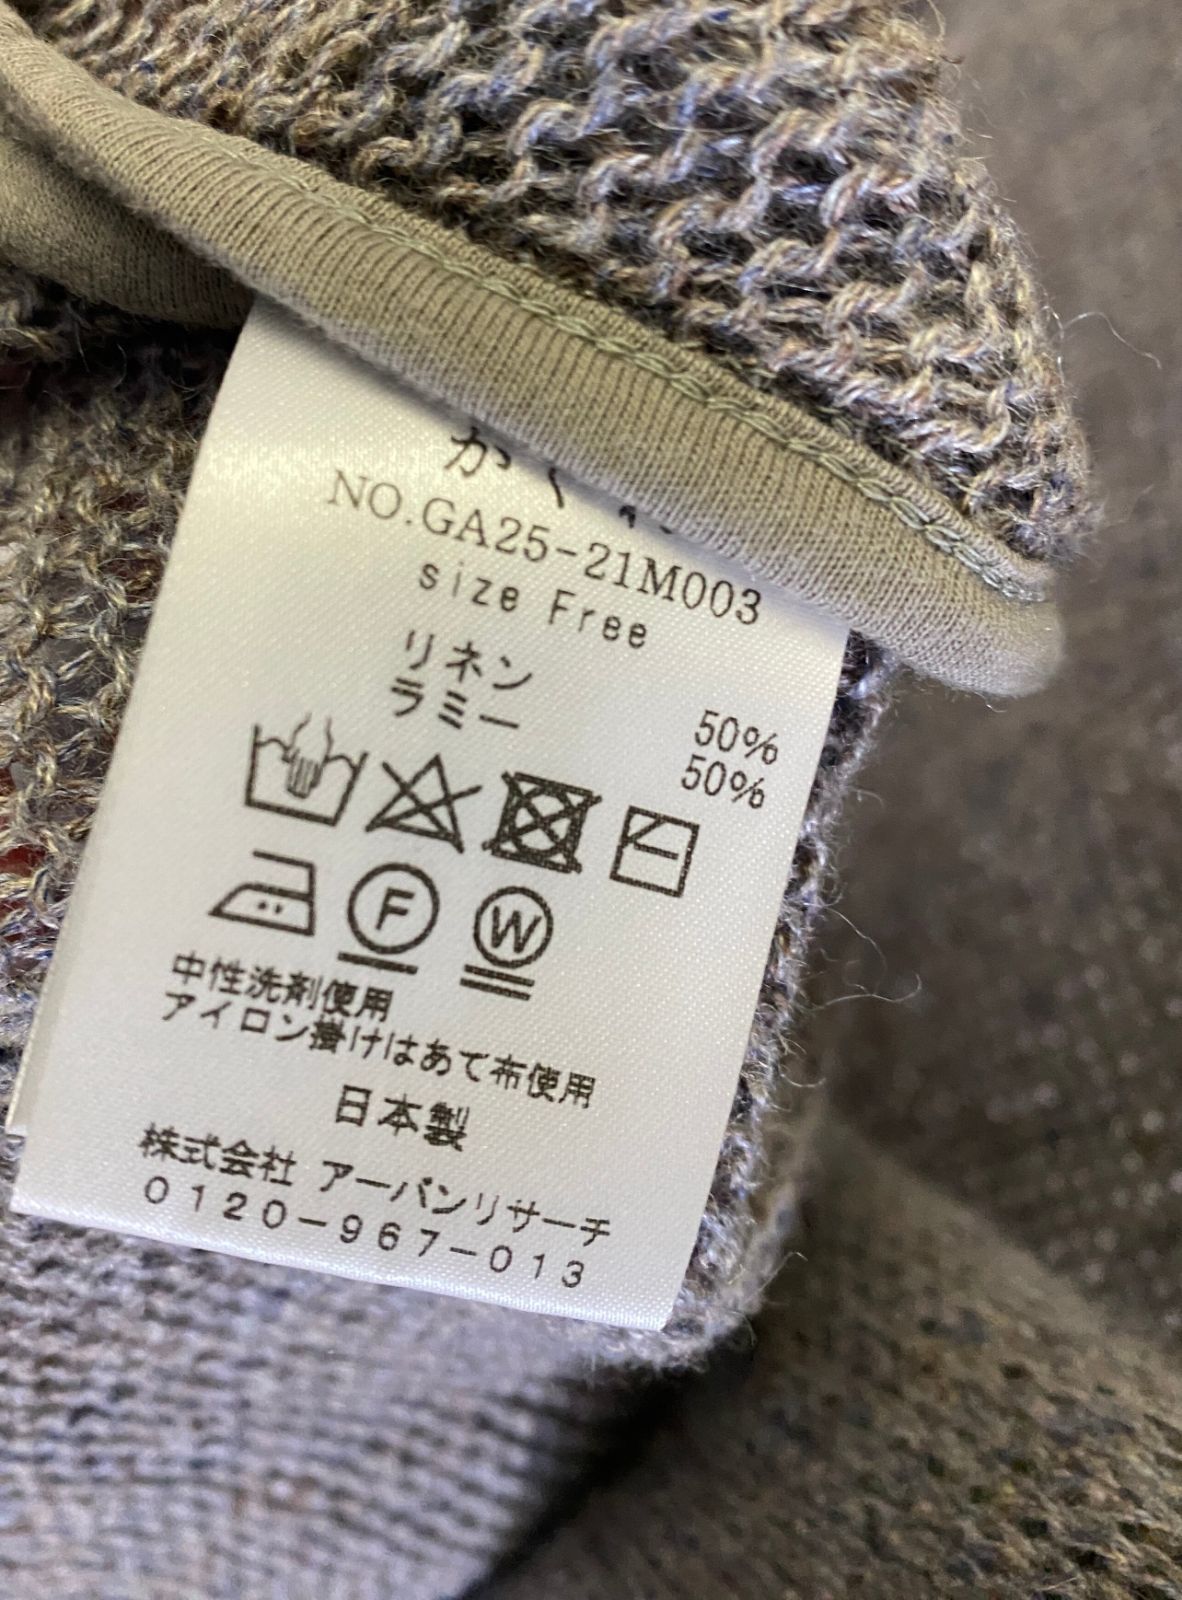 NO.GA25-21M003
size Free
リネン 50%
ラミー 50%
F W
中性洗剤使用
アイロン掛けはあて布使用
日本製
株式会社 アーバンリサーチ
0120-967-013